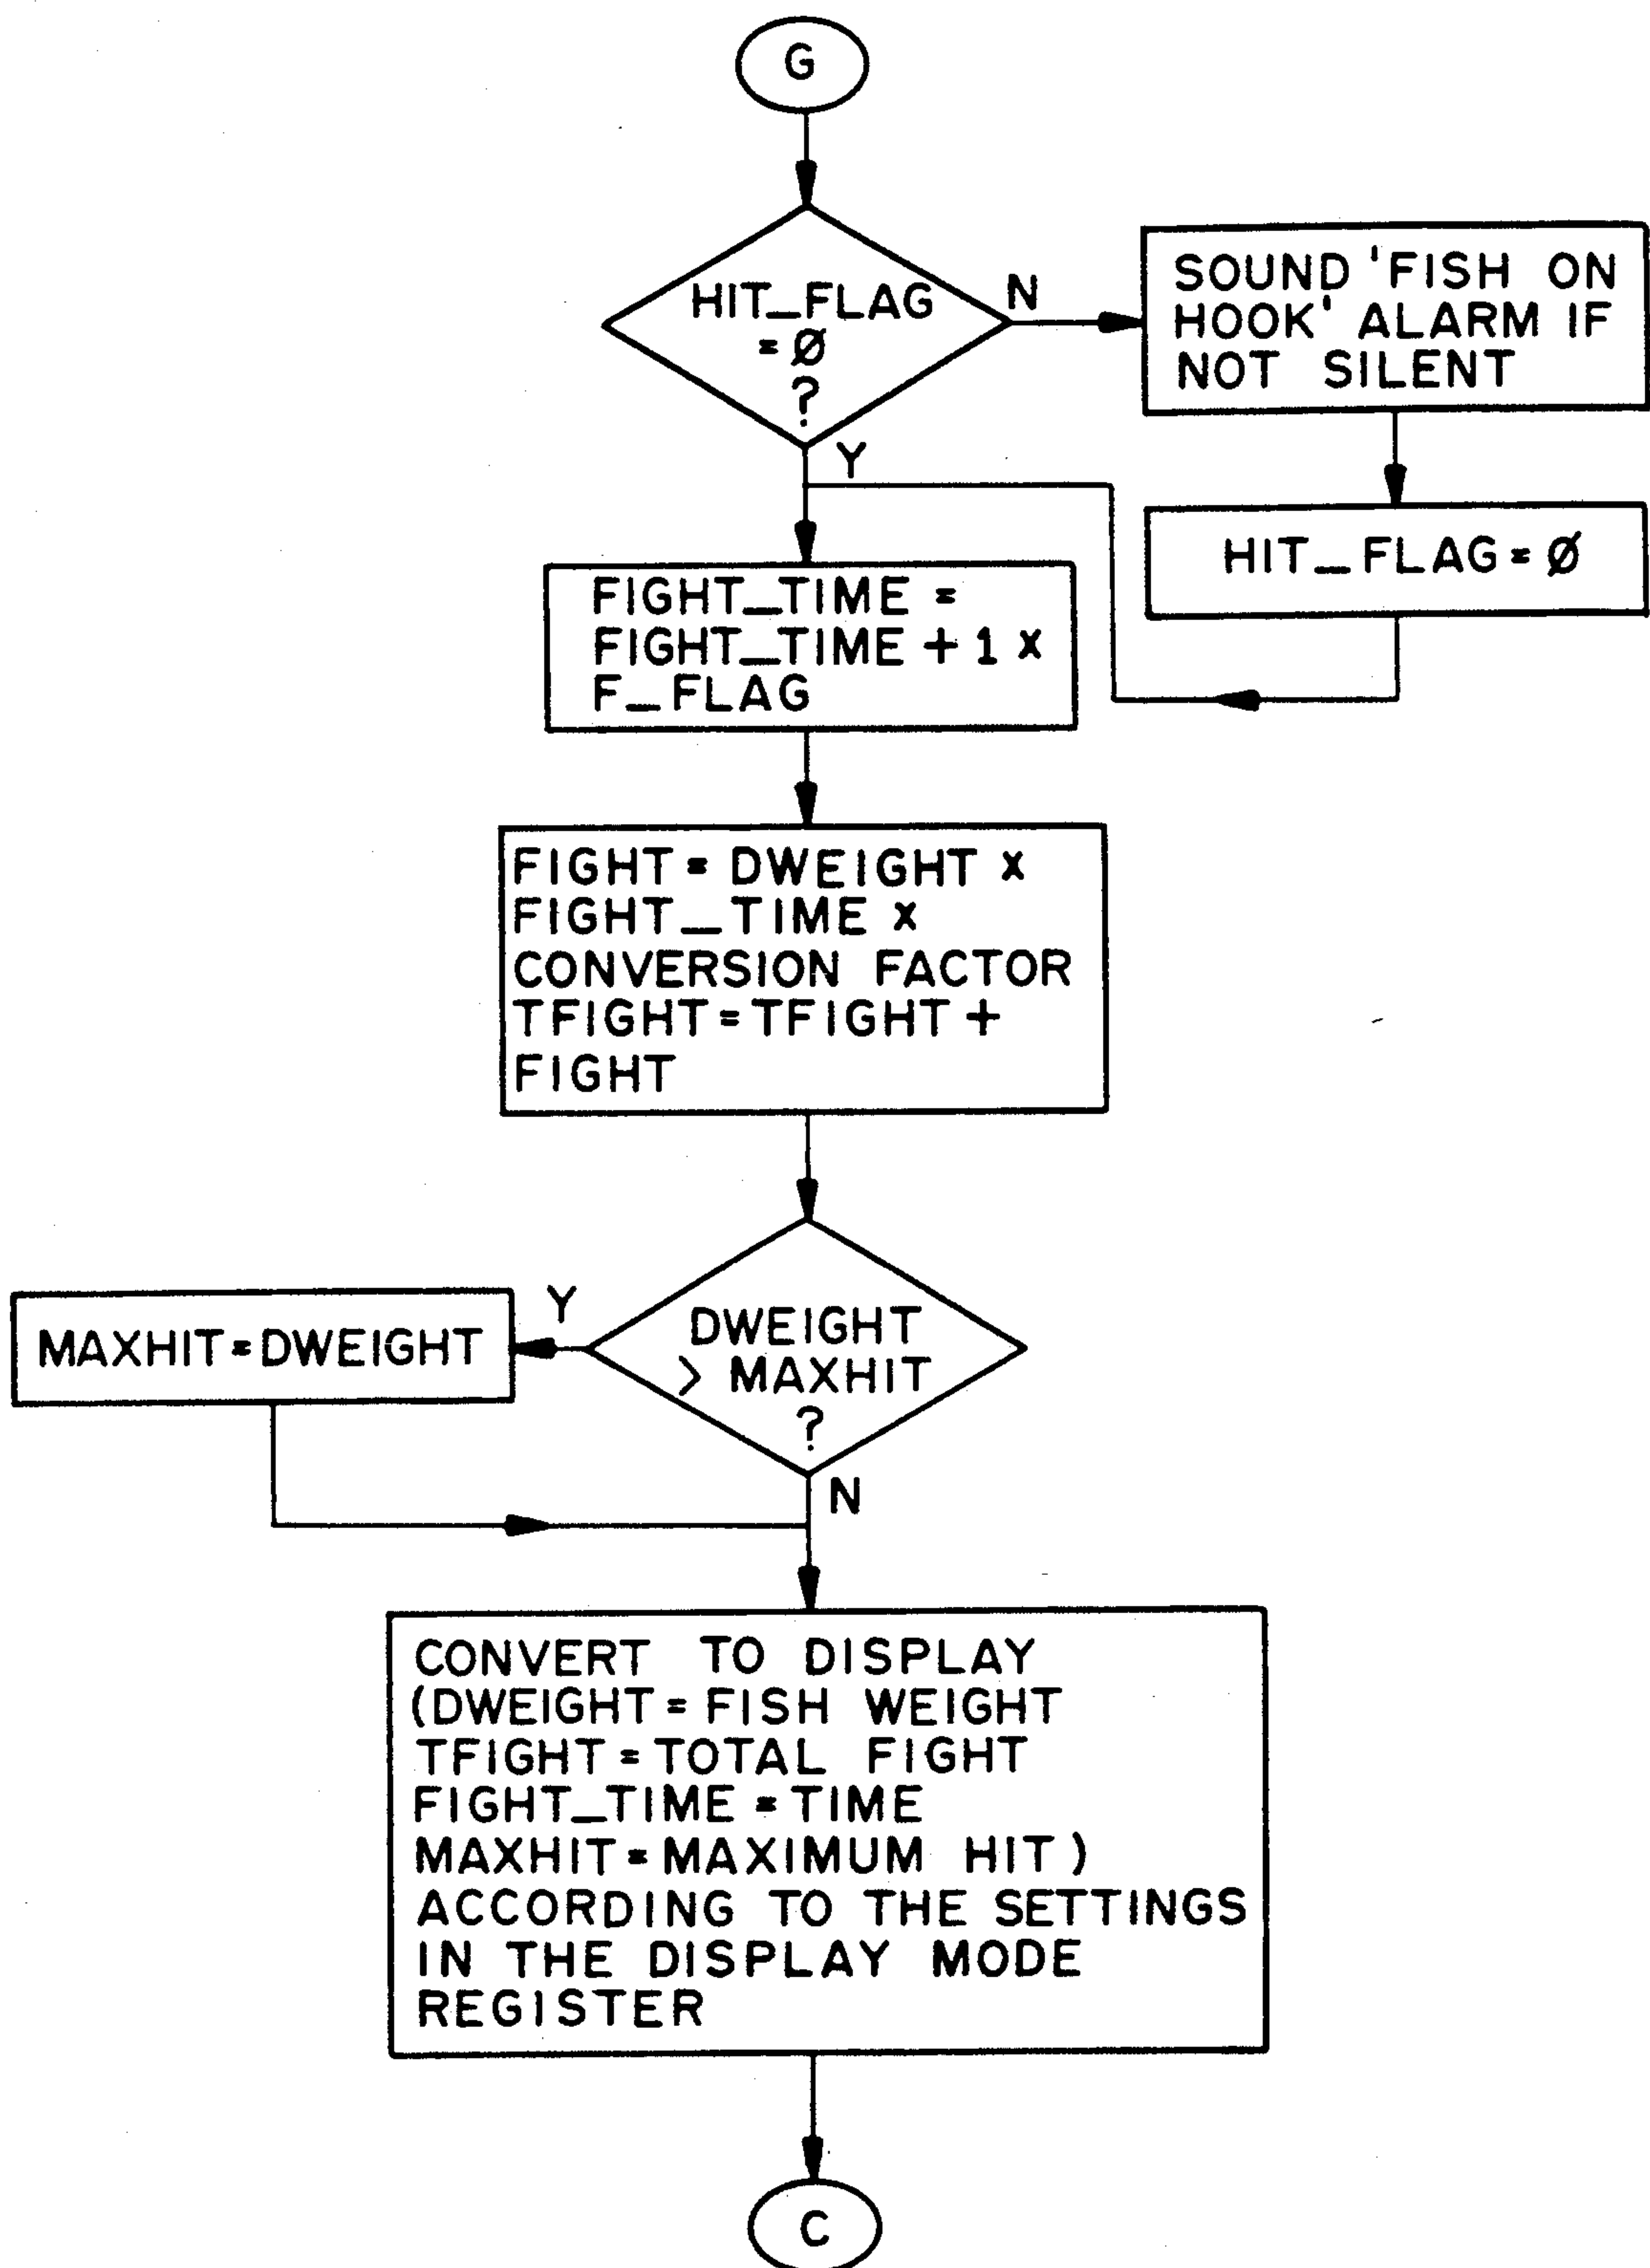 G
HIT_FLAG
= Ø
?
N
SOUND 'FISH ON
HOOK' ALARM IF
NOT SILENT
Y
HIT_FLAG = Ø
FIGHT_TIME =
FIGHT_TIME + 1 x
F_FLAG
FIGHT = DWEIGHT x
FIGHT_TIME x
CONVERSION FACTOR
TFIGHT = TFIGHT +
FIGHT
DWEIGHT
> MAXHIT
?
Y
MAXHIT = DWEIGHT
N
CONVERT TO DISPLAY
(DWEIGHT = FISH WEIGHT
TFIGHT = TOTAL FIGHT
FIGHT_TIME = TIME
MAXHIT = MAXIMUM HIT)
ACCORDING TO THE SETTINGS
IN THE DISPLAY MODE
REGISTER
C